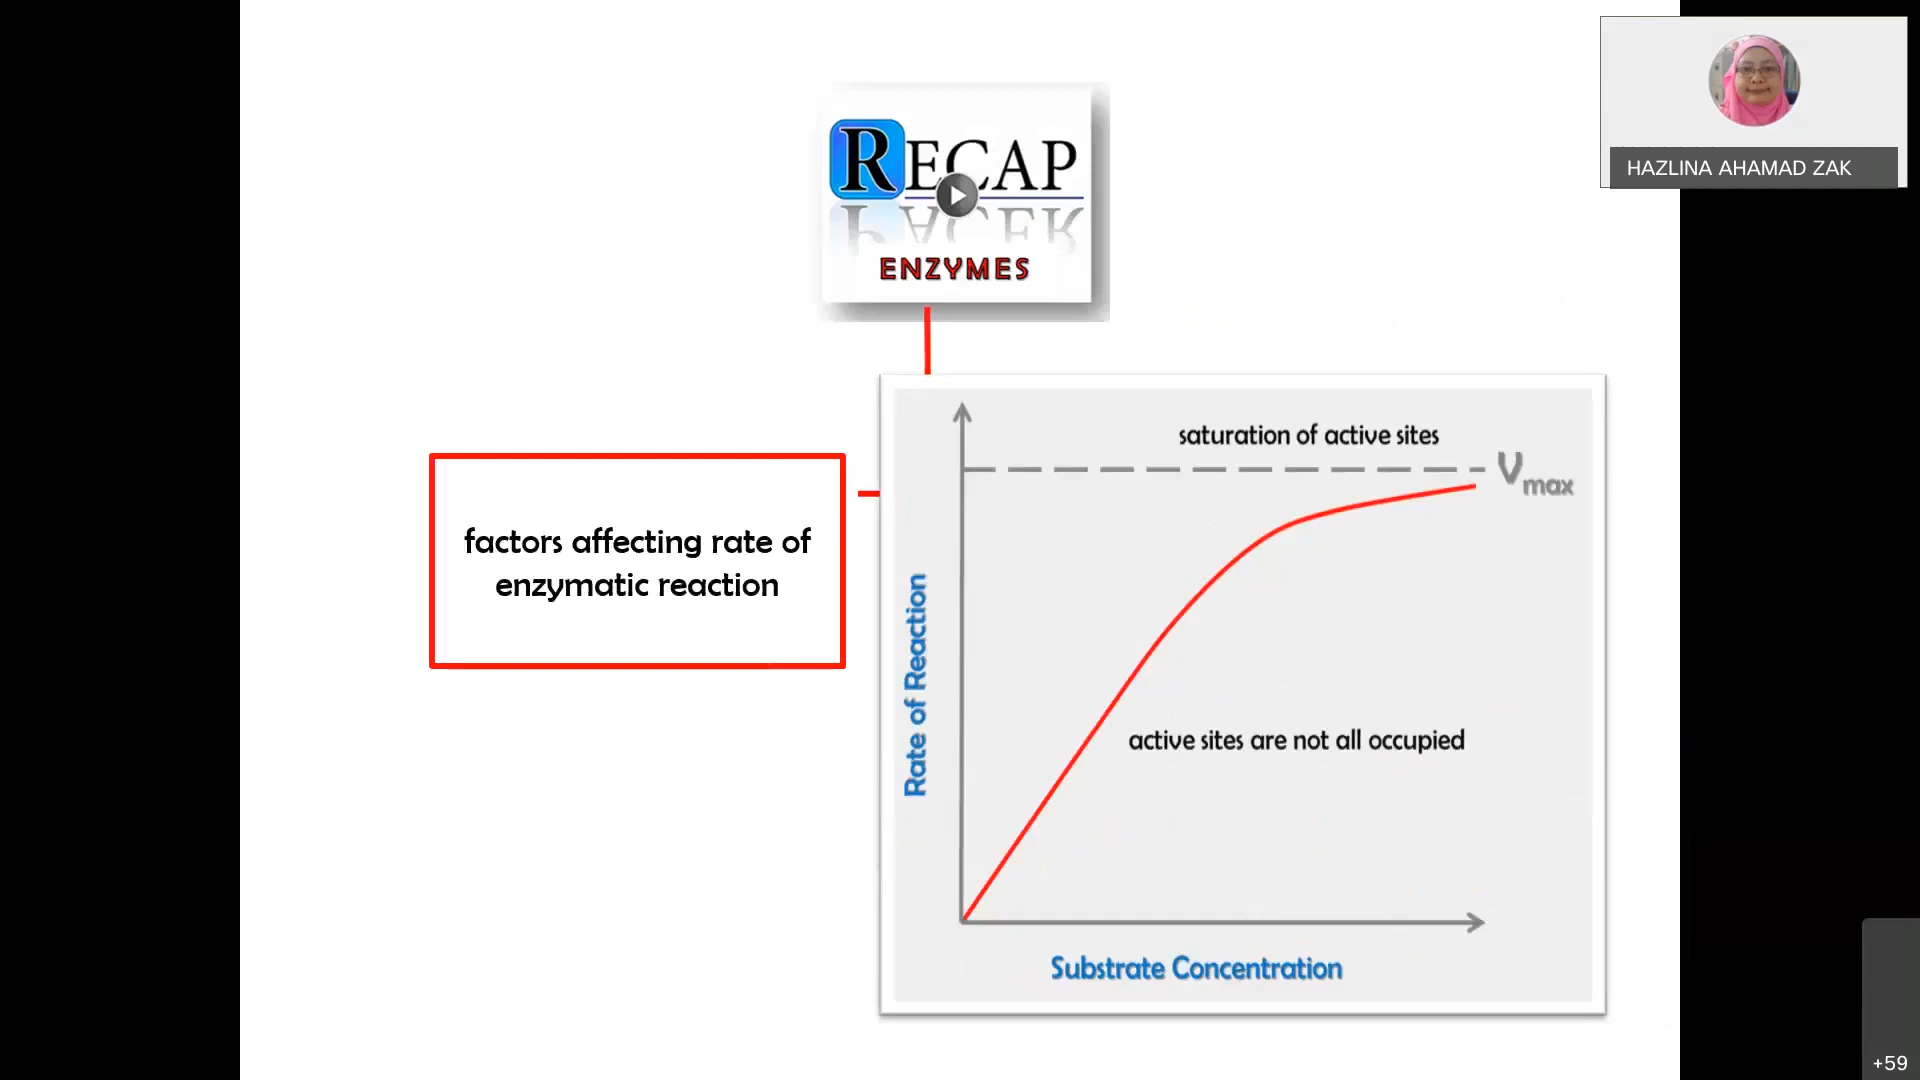 RECAP
ENZYMES
HAZLINA AHAMAD ZAK
factors affecting rate of
enzymatic reaction
saturation of active sites
Vmax
Rate of Reaction
active sites are not all occupied
Substrate Concentration
+59